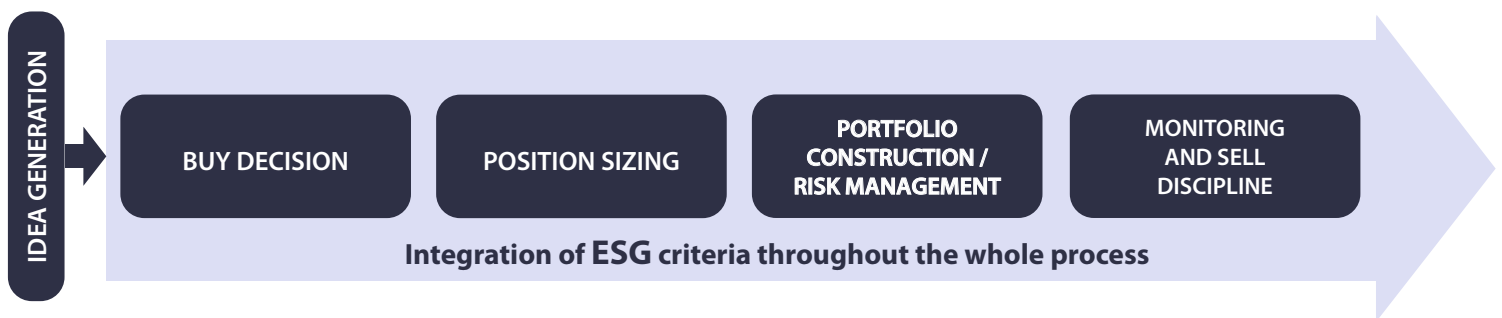 IDEA GENERATION
BUY DECISION
POSITION SIZING
PORTFOLIO
CONSTRUCTION /
RISK MANAGEMENT
MONITORING
AND SELL
DISCIPLINE
Integration of ESG criteria throughout the whole process